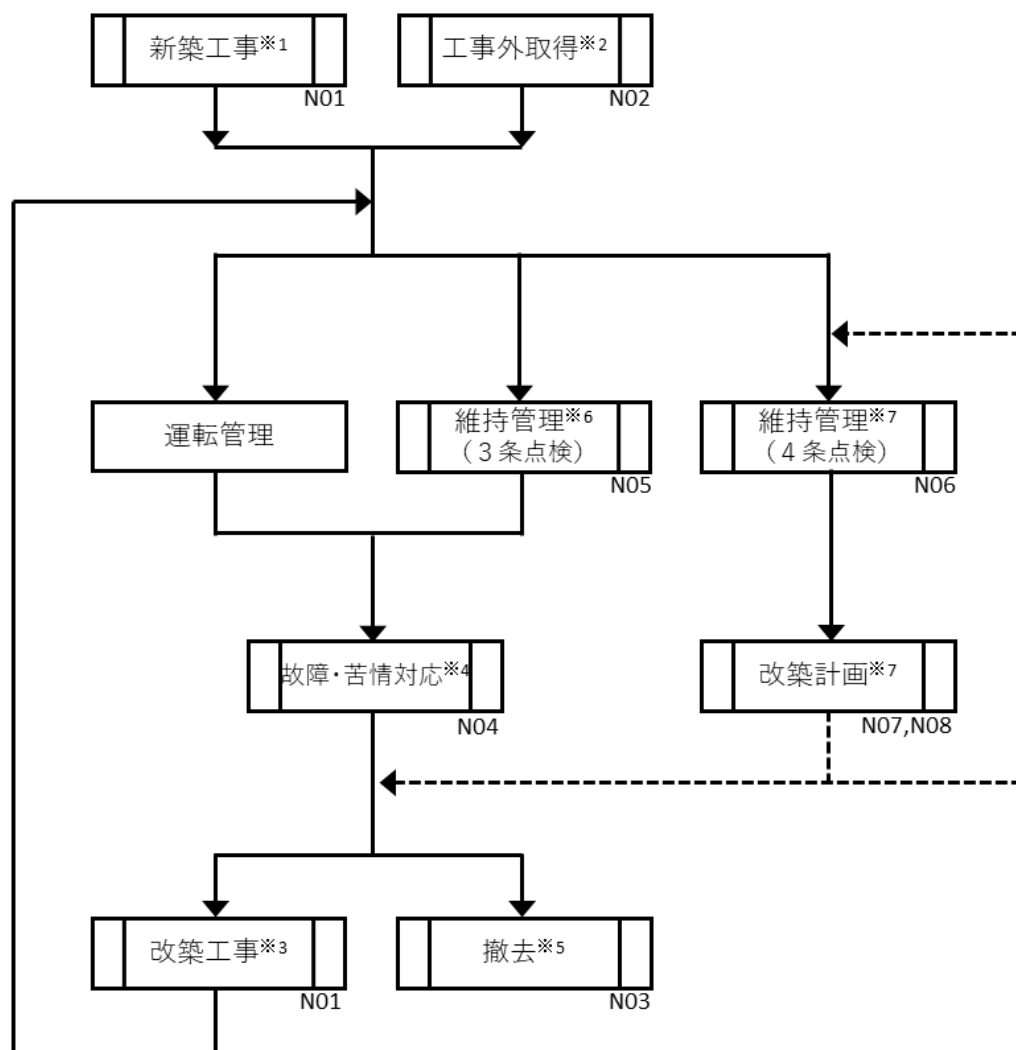 新築工事※1
N01
工事外取得※2
N02
運転管理
維持管理※6
(3条点検)
N05
維持管理※7
(4条点検)
N06
故障・苦情対応※4
N04
改築計画※7
N07,N08
改築工事※3
N01
撤去※5
N03